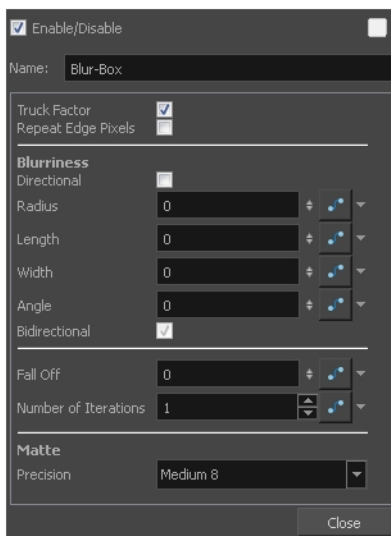 Enable/Disable
Name: Blur-Box
Truck Factor
Repeat Edge Pixels
Blurriness
Directional
Radius 0
Length 0
Width 0
Angle 0
Bidirectional
Fall Off 0
Number of Iterations 1
Matte
Precision Medium 8
Close